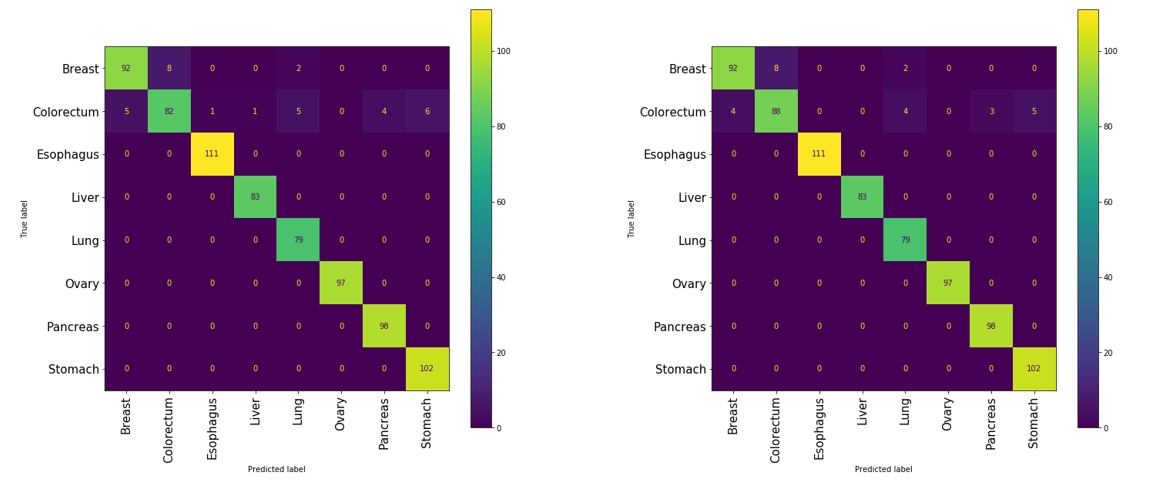 Breast 92 8 0 0 2 0 0 0
Colorectum 5 82 1 1 5 0 4 6
Esophagus 0 0 111 0 0 0 0 0
Liver 0 0 0 83 0 0 0 0
Lung 0 0 0 0 79 0 0 0
Ovary 0 0 0 0 0 97 0 0
Pancreas 0 0 0 0 0 0 98 0
Stomach 0 0 0 0 0 0 0 102
True label
Breast Colorectum Esophagus Liver Lung Ovary Pancreas Stomach
Predicted label
100
80
60
40
20
0
Breast 92 8 0 0 2 0 0 0
Colorectum 4 88 0 0 4 0 3 5
Esophagus 0 0 111 0 0 0 0 0
Liver 0 0 0 83 0 0 0 0
Lung 0 0 0 0 79 0 0 0
Ovary 0 0 0 0 0 97 0 0
Pancreas 0 0 0 0 0 0 98 0
Stomach 0 0 0 0 0 0 0 102
True label
Breast Colorectum Esophagus Liver Lung Ovary Pancreas Stomach
Predicted label
100
80
60
40
20
0